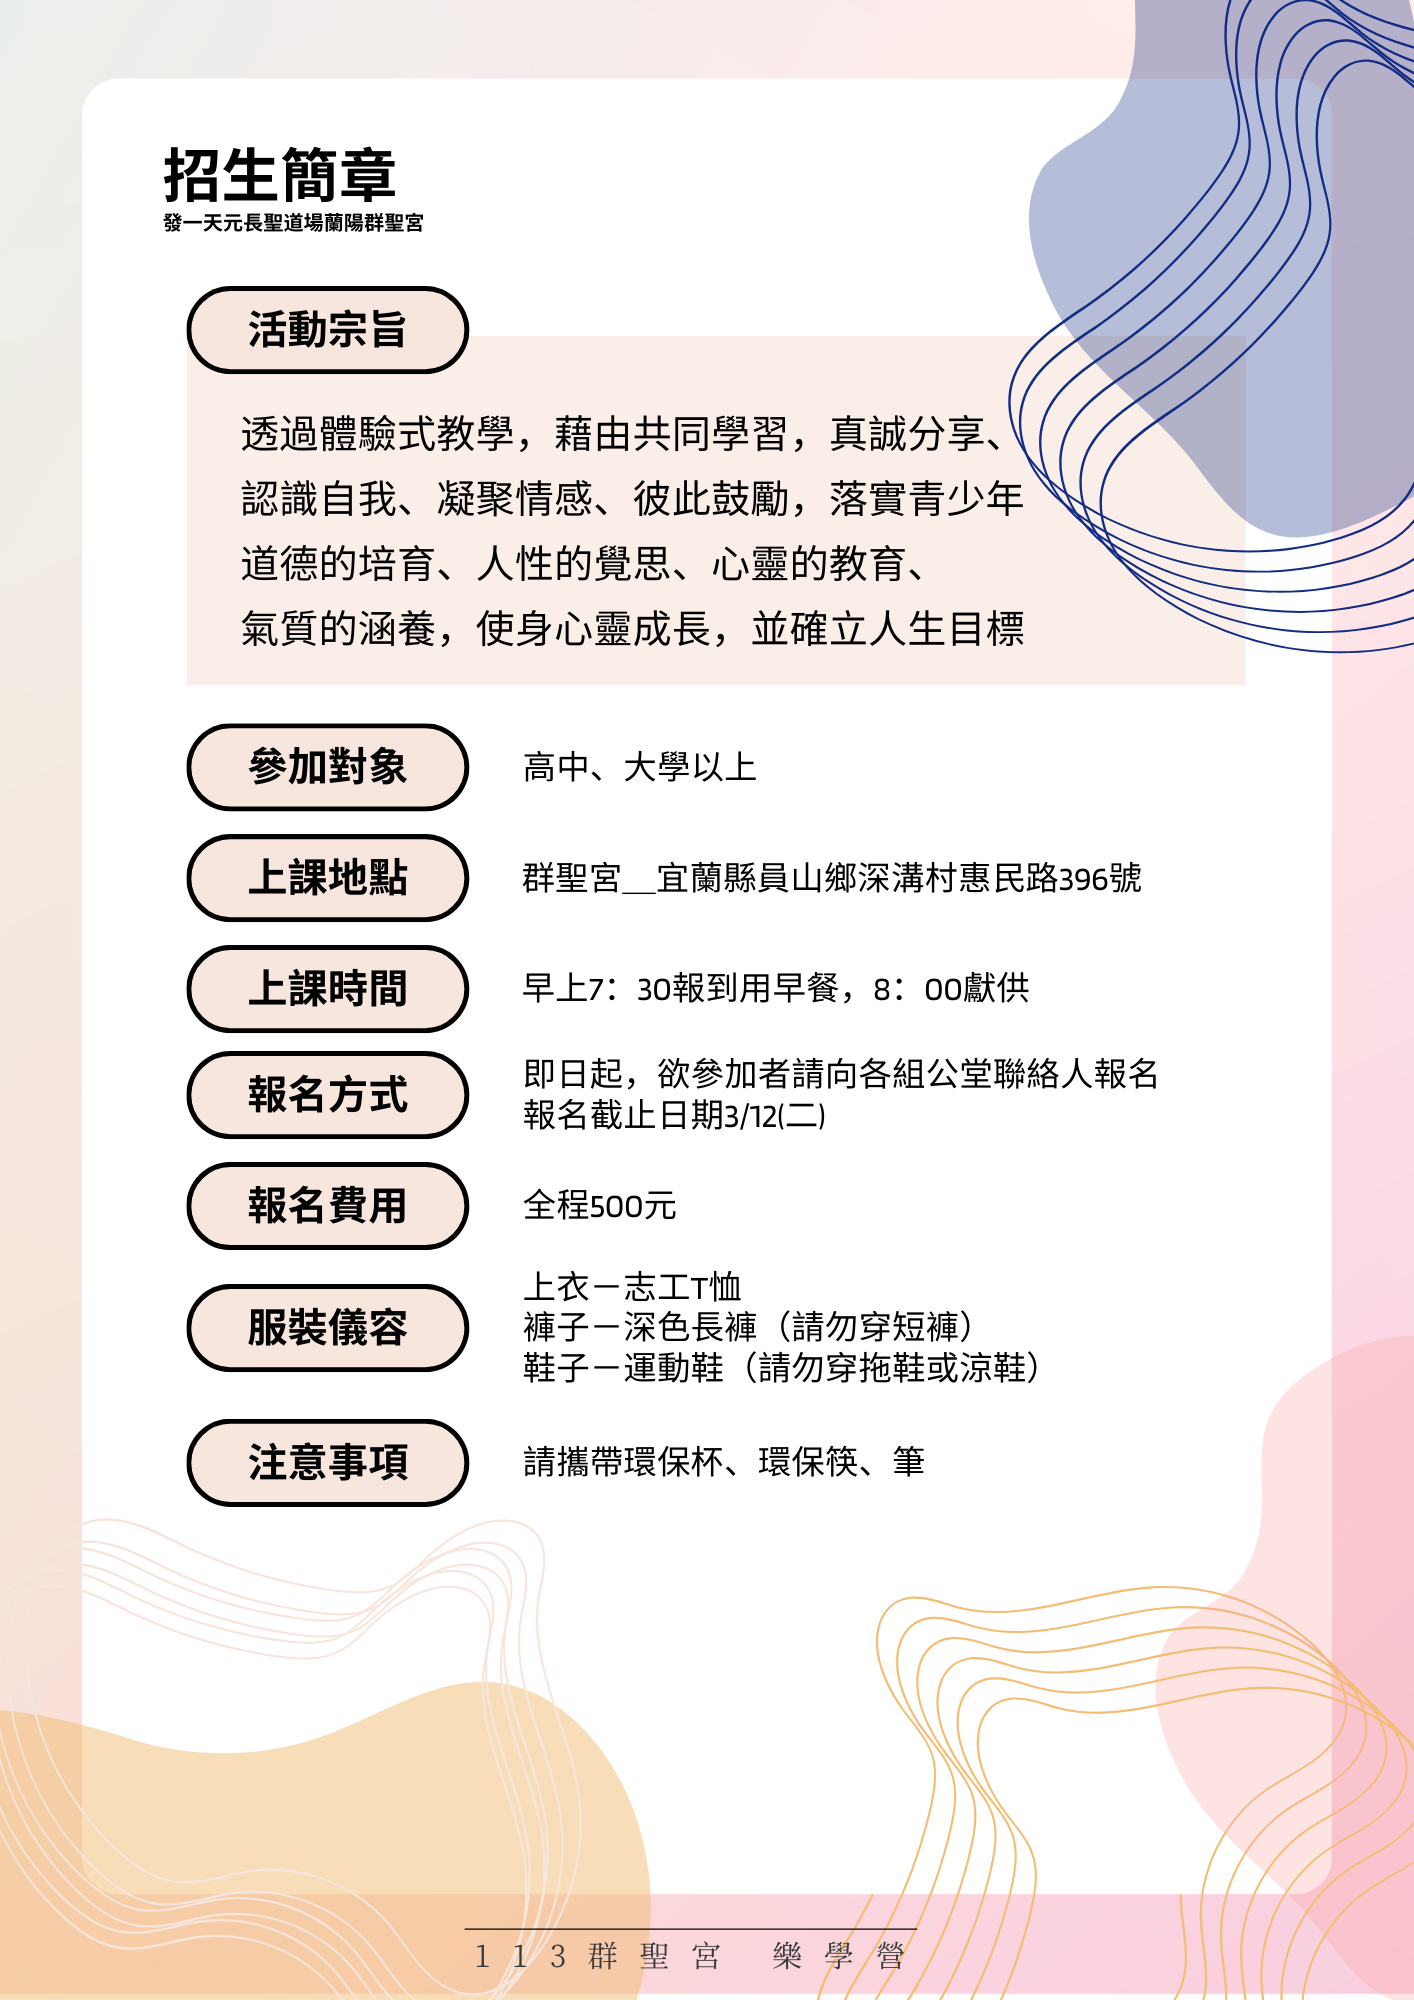 招生簡章
發一天元長聖道場蘭陽群聖宮
活動宗旨
透過體驗式教學，藉由共同學習，真誠分享、
認識自我、凝聚情感、彼此鼓勵，落實青少年
道德的培育、人性的覺思、心靈的教育、
氣質的涵養，使身心靈成長，並確立人生目標
參加對象
高中、大學以上
上課地點
群聖宮__宜蘭縣員山鄉深溝村惠民路396號
上課時間
早上7：30報到用早餐，8：00獻供
報名方式
即日起，欲參加者請向各組公堂聯絡人報名
報名截止日期3/12(二)
報名費用
全程500元
服裝儀容
上衣－志工T恤
褲子－深色長褲（請勿穿短褲）
鞋子－運動鞋（請勿穿拖鞋或涼鞋）
注意事項
請攜帶環保杯、環保筷、筆
113群聖宮 樂學營